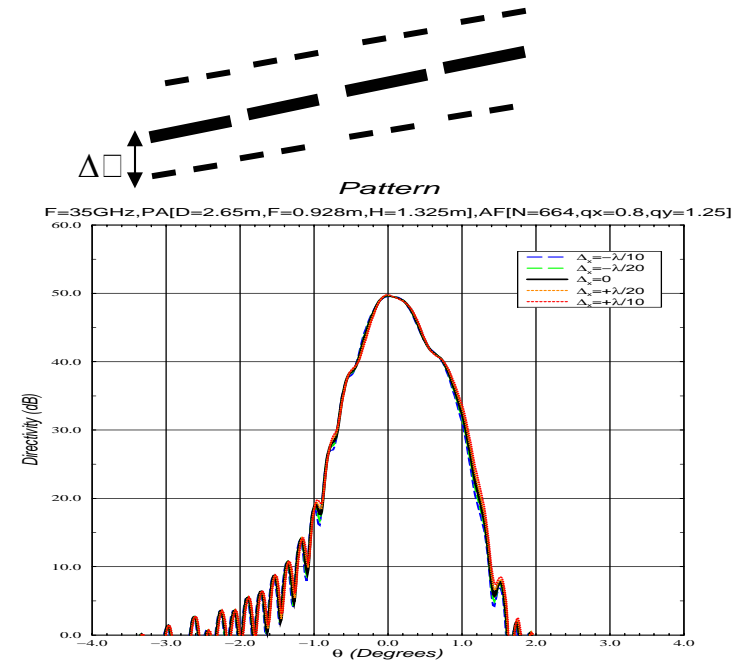 Δ□
Pattern
F=35GHz,PA[D=2.65m,F=0.928m,H=1.325m],AF[N=664,qx=0.8,qy=1.25]
60.0
50.0
40.0
30.0
20.0
10.0
0.0
Directivity (dB)
Δx=−λ/10
Δx=−λ/20
Δx=0
Δx=+λ/20
Δx=+λ/10
−4.0 −3.0 −2.0 −1.0 0.0 1.0 2.0 3.0 4.0
θ (Degrees)